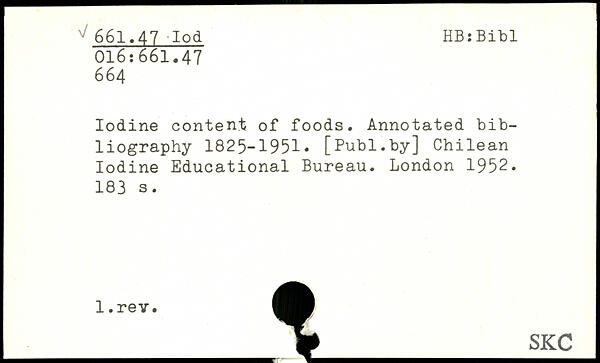 ✓ 661.47 Iod HB:Bibl
016:661.47
664
Iodine content of foods. Annotated bib-
liography 1825-1951. [Publ.by] Chilean
Iodine Educational Bureau. London 1952.
183 s.
1.rev.
SKC